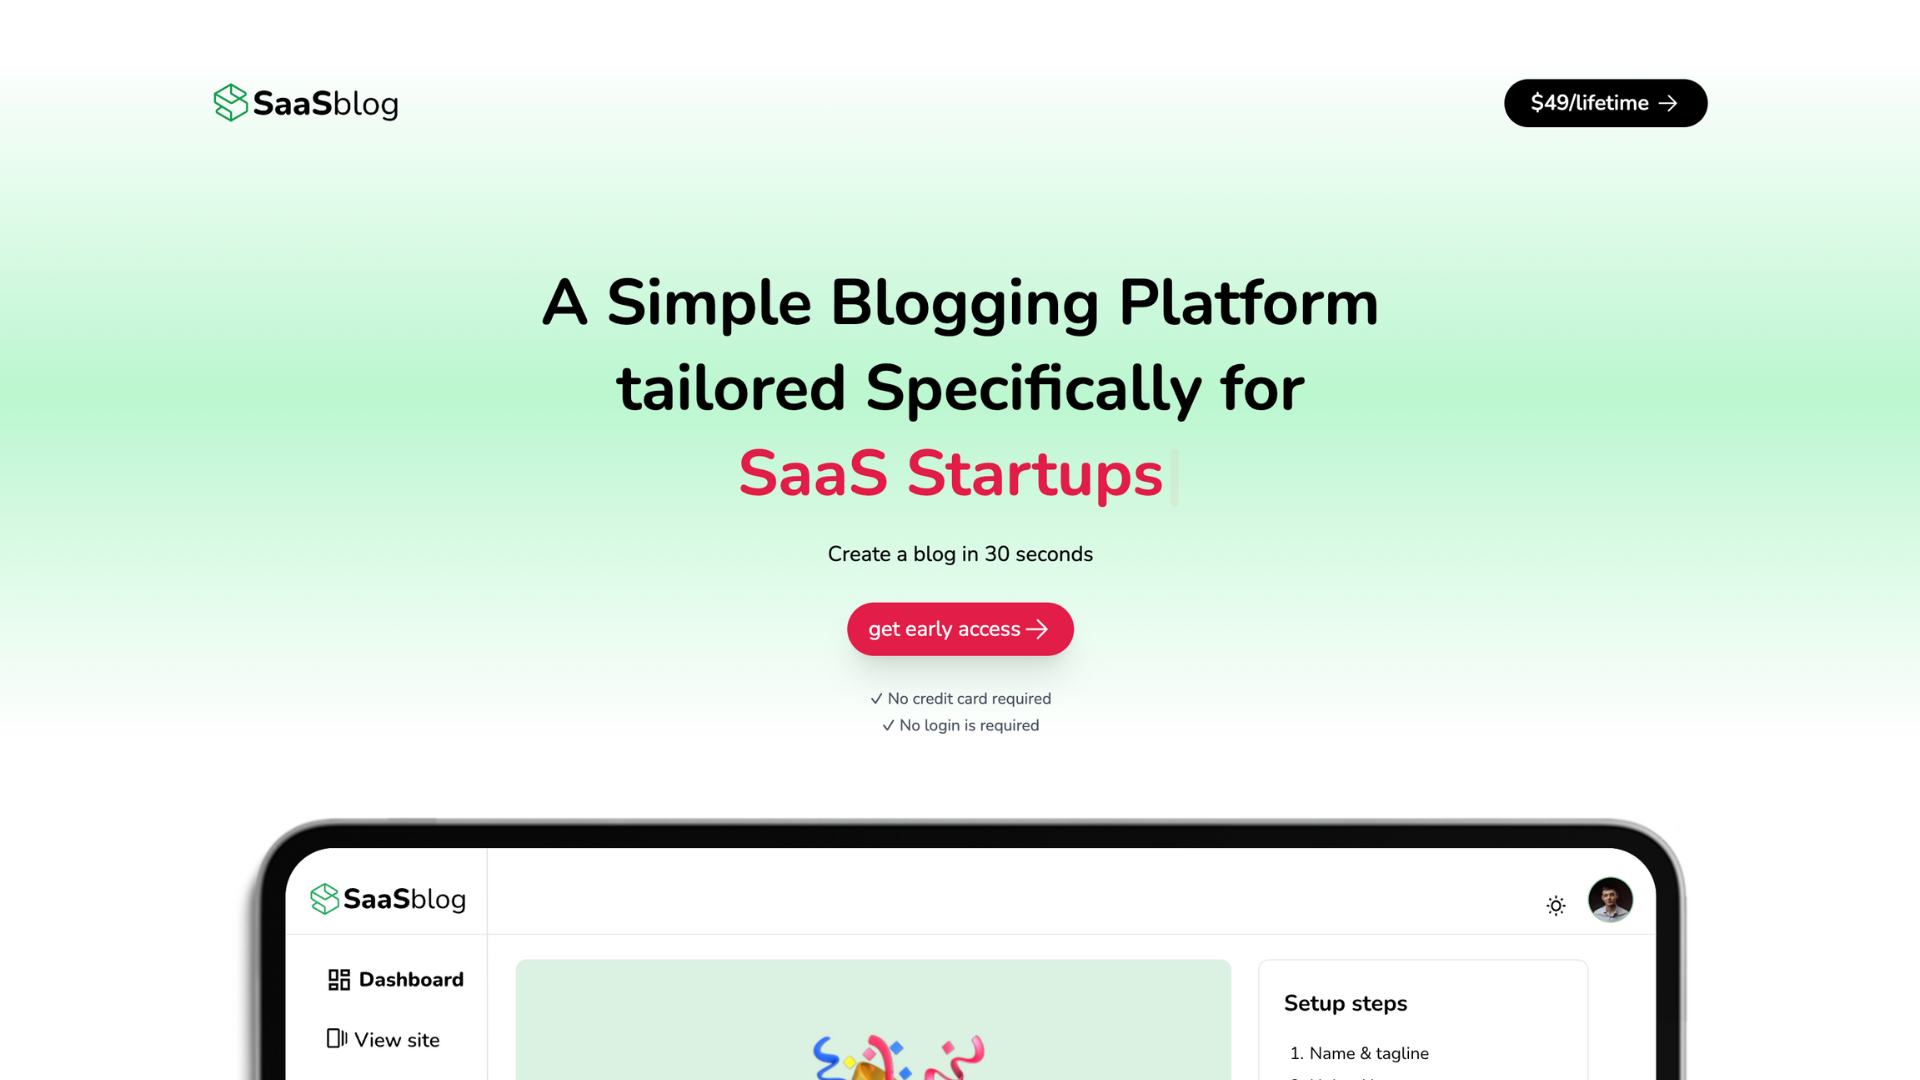 SaaSblog
$49/lifetime
A Simple Blogging Platform
tailored Specifically for
SaaS Startups
Create a blog in 30 seconds
get early access
✓ No credit card required
✓ No login is required
SaaSblog
Dashboard
View site
Setup steps
1. Name & tagline